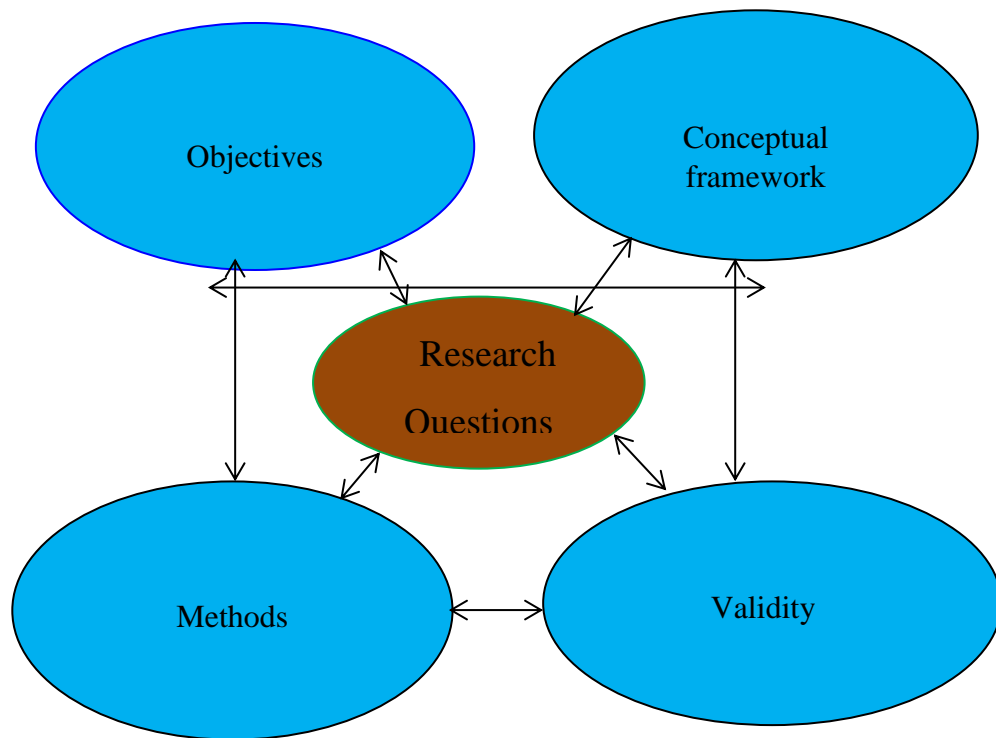 Objectives
Conceptual
framework
Research
Questions
Methods
Validity